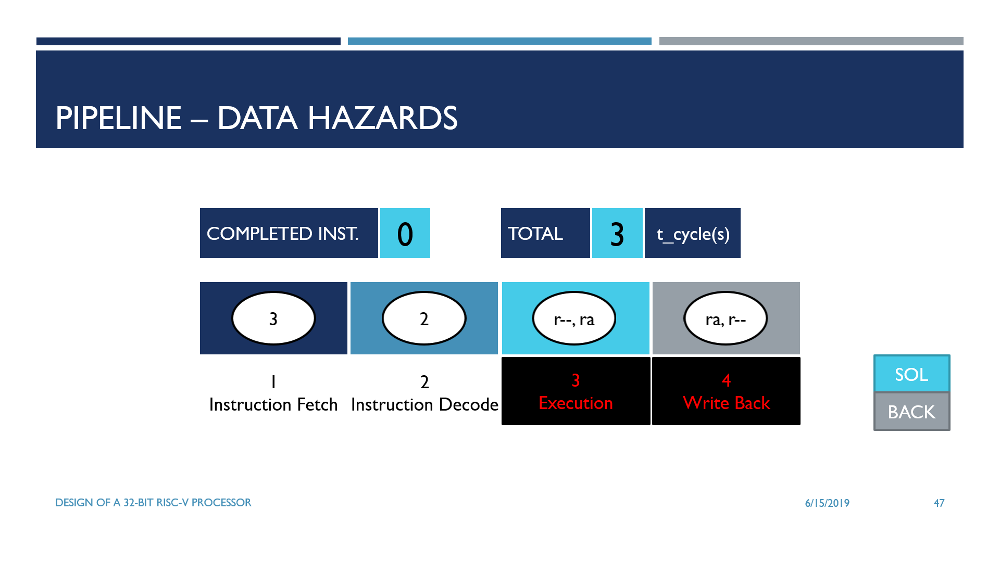 PIPELINE – DATA HAZARDS
COMPLETED INST. 0
TOTAL 3 t_cycle(s)
3
2
r--, ra
ra, r--
1
Instruction Fetch
2
Instruction Decode
3
Execution
4
Write Back
SOL
BACK
DESIGN OF A 32-BIT RISC-V PROCESSOR
6/15/2019
47